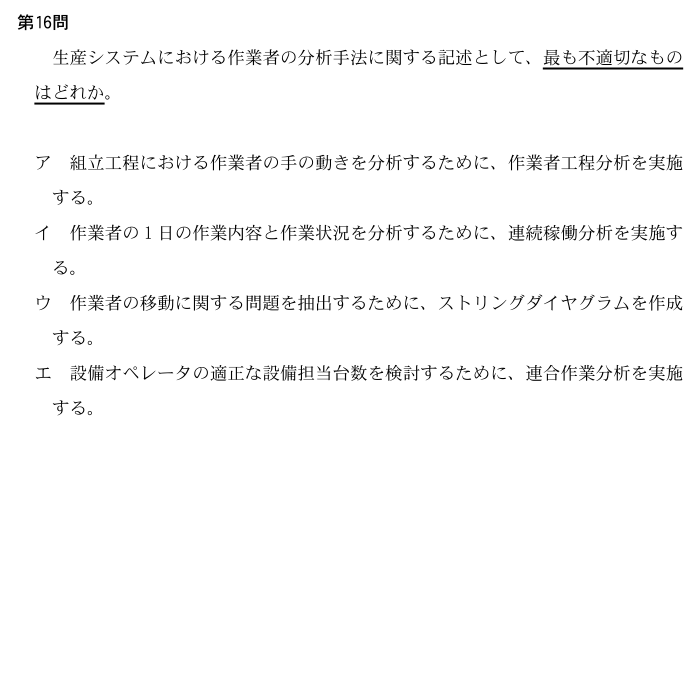 第16問
生産システムにおける作業者の分析手法に関する記述として、最も不適切なもの
はどれか。
ア　組立工程における作業者の手の動きを分析するために、作業者工程分析を実施
する。
イ　作業者の１日の作業内容と作業状況を分析するために、連続稼働分析を実施す
る。
ウ　作業者の移動に関する問題を抽出するために、ストリングダイヤグラムを作成
する。
エ　設備オペレータの適正な設備担当台数を検討するために、連合作業分析を実施
する。